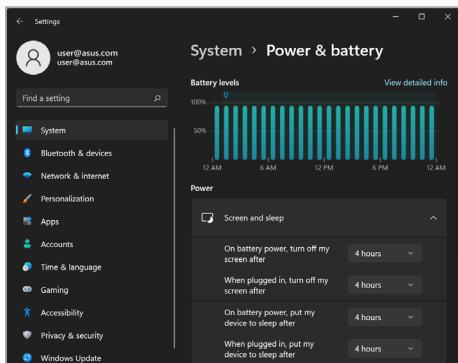 Settings
user@asus.com
user@asus.com
Find a setting
System
Bluetooth & devices
Network & internet
Personalization
Apps
Accounts
Time & language
Gaming
Accessibility
Privacy & security
Windows Update
System > Power & battery
Battery levels
View detailed info
100%
50%
12 AM 6 AM 12 PM 6 PM 12 AM
Power
Screen and sleep
On battery power, turn off my
screen after
4 hours
When plugged in, turn off my
screen after
4 hours
On battery power, put my
device to sleep after
4 hours
When plugged in, put my
device to sleep after
4 hours